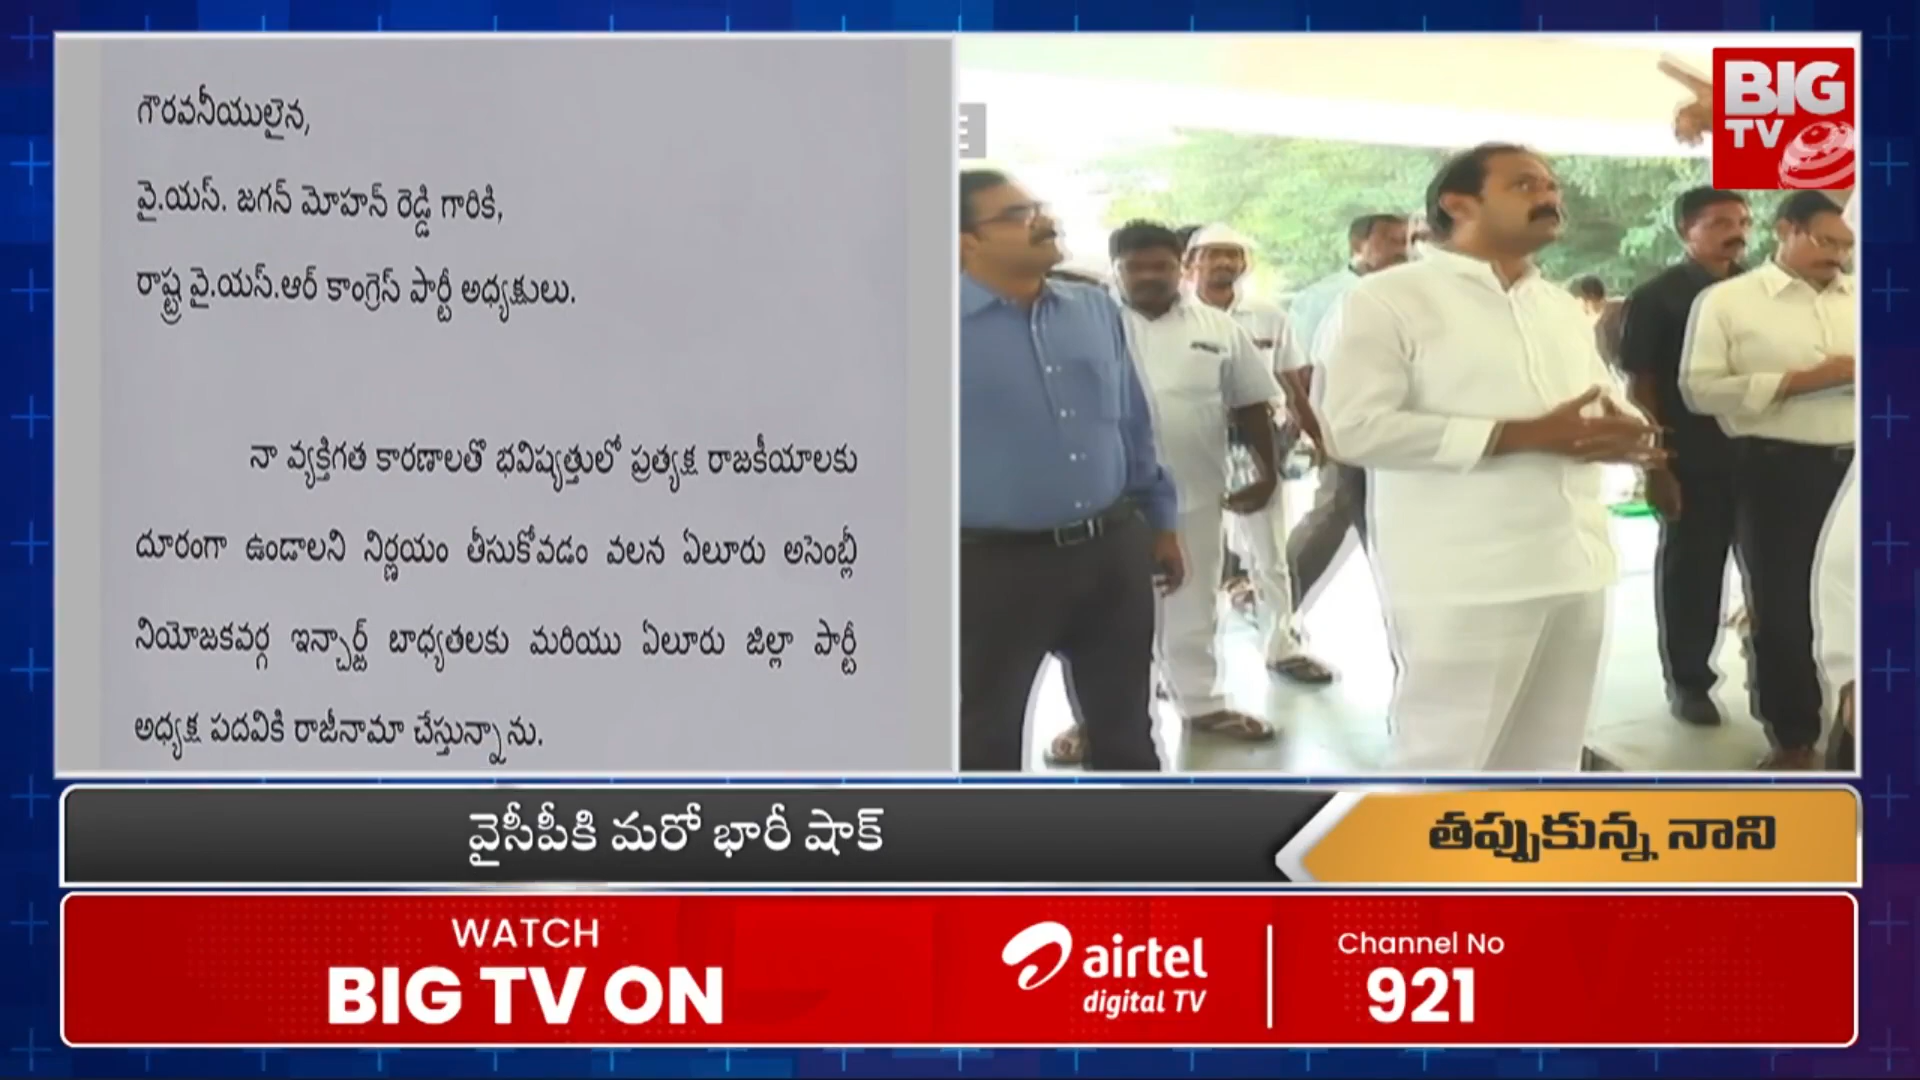 గౌరవనీయులైన,
వై.యస్. జగన్ మోహన్ రెడ్డి గారికి,
రాష్ట్ర వై.యస్.ఆర్ కాంగ్రెస్ పార్టీ అధ్యక్షులు.
నా వ్యక్తిగత కారణాలతొ భవిష్యత్తులో ప్రత్యక్ష రాజకీయాలకు
దూరంగా ఉండాలని నిర్ణయం తీసుకోవడం వలన ఏలూరు అసెంబ్లీ
నియోజకవర్గ ఇన్చార్జ్ బాధ్యతలకు మరియు ఏలూరు జిల్లా పార్టీ
అధ్యక్ష పదవికి రాజీనామా చేస్తున్నాను.
BIG
TV
వైసీపీకి మరో భారీ షాక్
తప్పుకున్న నాని
WATCH
BIG TV ON
airtel
digital TV
Channel No
921